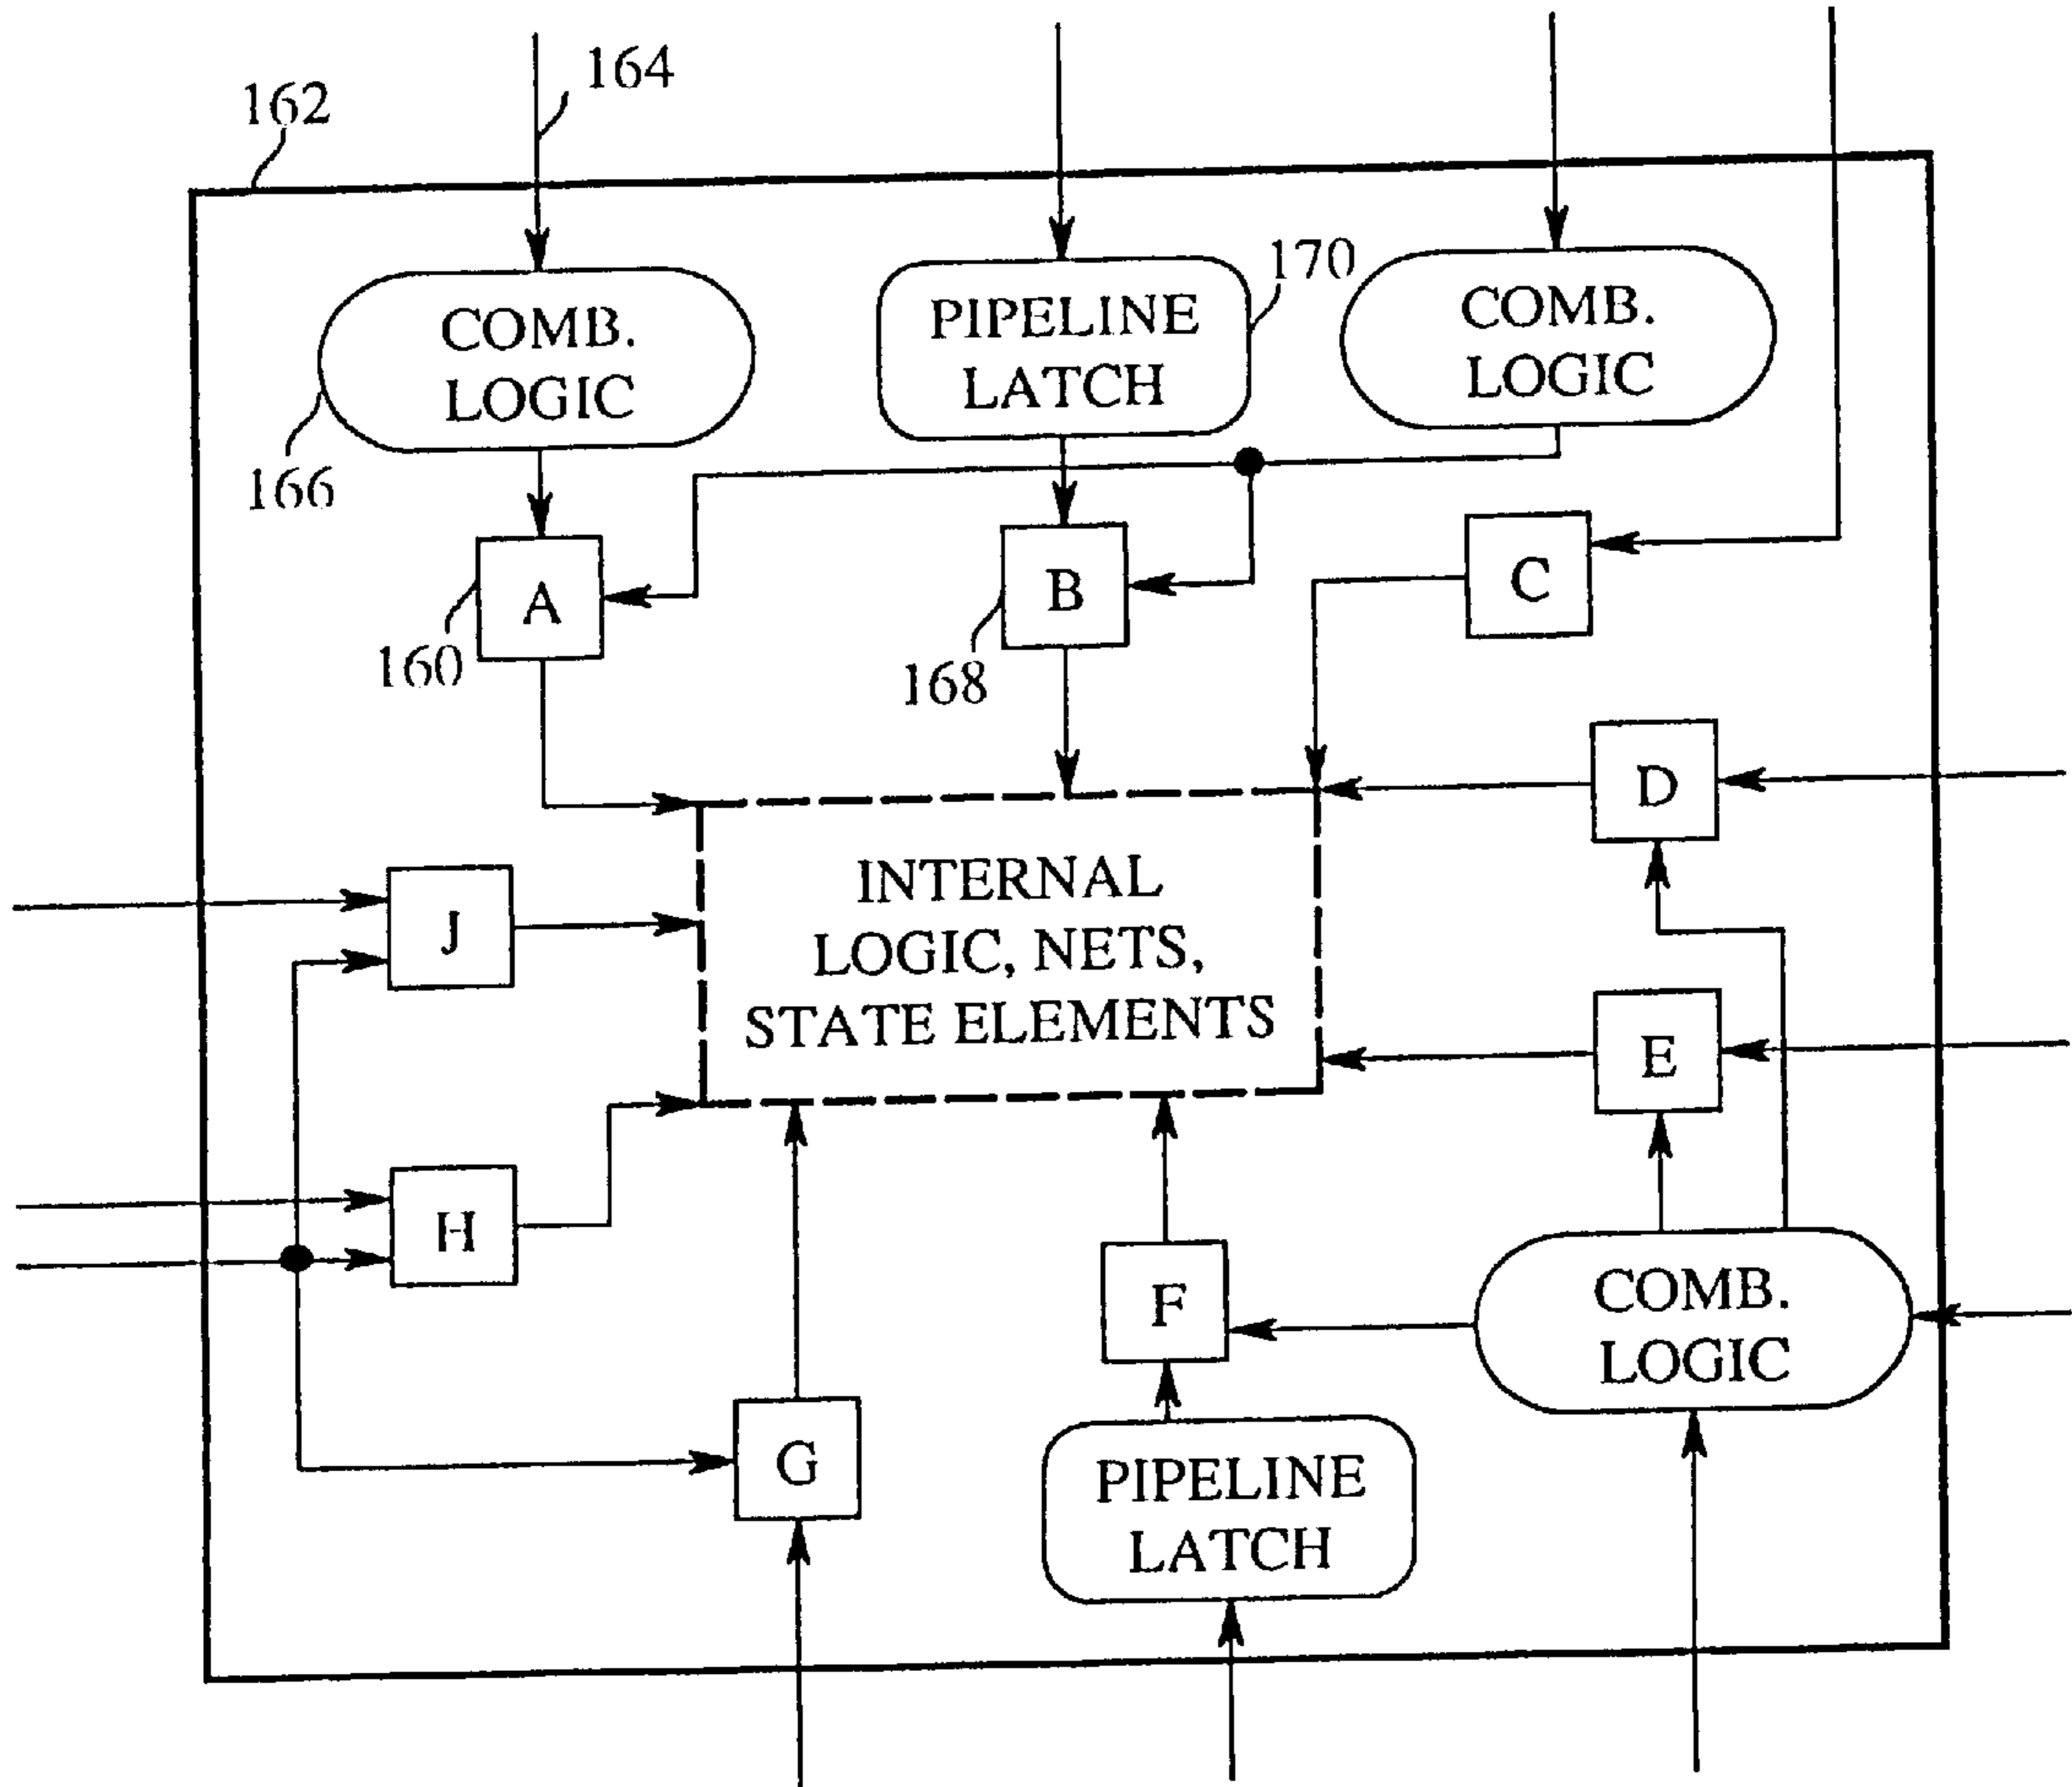 164
162
COMB.
LOGIC
166
PIPELINE
LATCH
170
COMB.
LOGIC
A
160
B
168
C
D
J
INTERNAL
LOGIC, NETS,
STATE ELEMENTS
E
H
F
COMB.
LOGIC
G
PIPELINE
LATCH